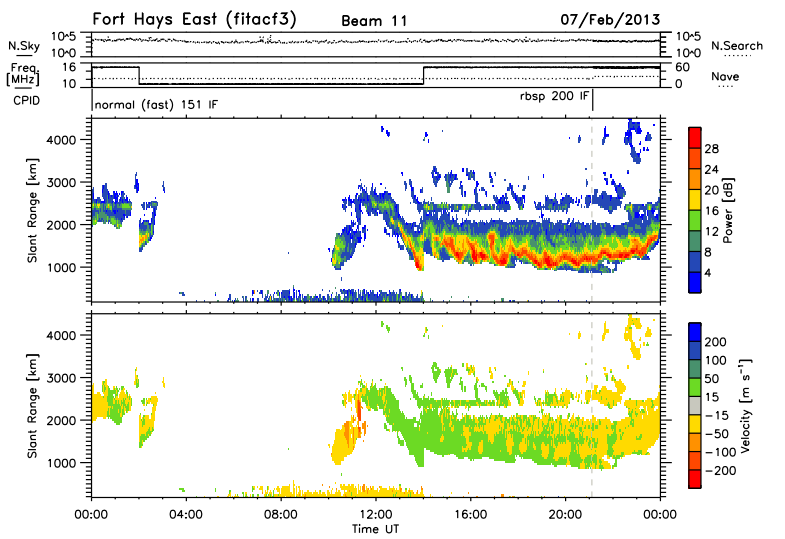 Fort Hays East (fitacf3) Beam 11 07/Feb/2013
N.Sky 10^5 10^0 10^5 10^0 N.Search
Freq. [MHz] 16 10 60 0 Nave
CPID normal (fast) 151 IF rbsp 200 IF
Slant Range [km]
4000
3000
2000
1000
Power [dB]
28
24
20
16
12
8
4
Slant Range [km]
4000
3000
2000
1000
Velocity [m s⁻¹]
200
100
50
15
-15
-50
-100
-200
00:00 04:00 08:00 12:00 16:00 20:00 00:00
Time UT